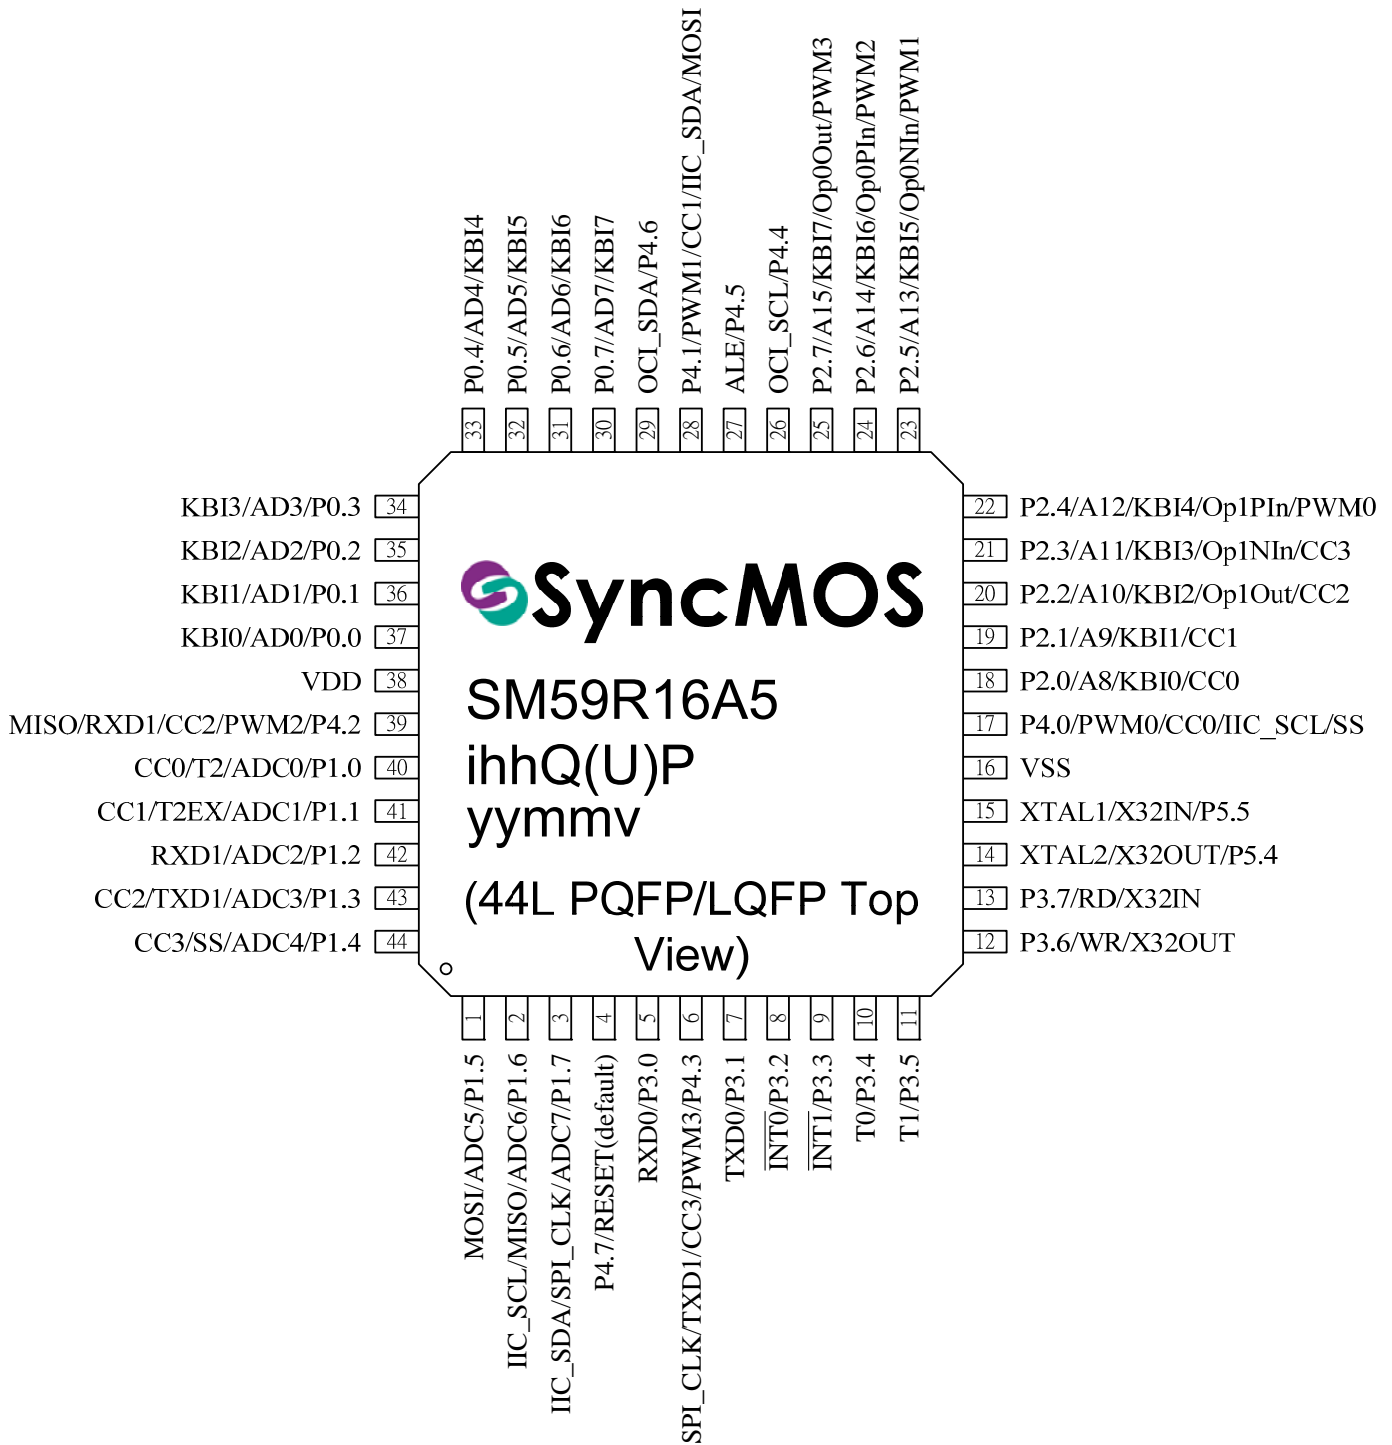 P0.4/AD4/KBI4
P0.5/AD5/KBI5
P0.6/AD6/KBI6
P0.7/AD7/KBI7
OCI_SDA/P4.6
P4.1/PWM1/CC1/IIC_SDA/MOSI
ALE/P4.5
OCI_SCL/P4.4
P2.7/A15/KBI7/Op0Out/PWM3
P2.6/A14/KBI6/Op0PIn/PWM2
P2.5/A13/KBI5/Op0NIn/PWM1
33
32
31
30
29
28
27
26
25
24
23
KBI3/AD3/P0.3 34
KBI2/AD2/P0.2 35
KBI1/AD1/P0.1 36
KBI0/AD0/P0.0 37
VDD 38
MISO/RXD1/CC2/PWM2/P4.2 39
CC0/T2/ADC0/P1.0 40
CC1/T2EX/ADC1/P1.1 41
RXD1/ADC2/P1.2 42
CC2/TXD1/ADC3/P1.3 43
CC3/SS/ADC4/P1.4 44
SyncMOS
SM59R16A5
ihhQ(U)P
yymmv
(44L PQFP/LQFP Top
View)
22 P2.4/A12/KBI4/Op1PIn/PWM0
21 P2.3/A11/KBI3/Op1NIn/CC3
20 P2.2/A10/KBI2/Op1Out/CC2
19 P2.1/A9/KBI1/CC1
18 P2.0/A8/KBI0/CC0
17 P4.0/PWM0/CC0/IIC_SCL/SS
16 VSS
15 XTAL1/X32IN/P5.5
14 XTAL2/X32OUT/P5.4
13 P3.7/RD/X32IN
12 P3.6/WR/X32OUT
1
2
3
4
5
6
7
8
9
10
11
MOSI/ADC5/P1.5
IIC_SCL/MISO/ADC6/P1.6
IIC_SDA/SPI_CLK/ADC7/P1.7
P4.7/RESET(default)
RXD0/P3.0
SPI_CLK/TXD1/CC3/PWM3/P4.3
TXD0/P3.1
INT0/P3.2
INT1/P3.3
T0/P3.4
T1/P3.5